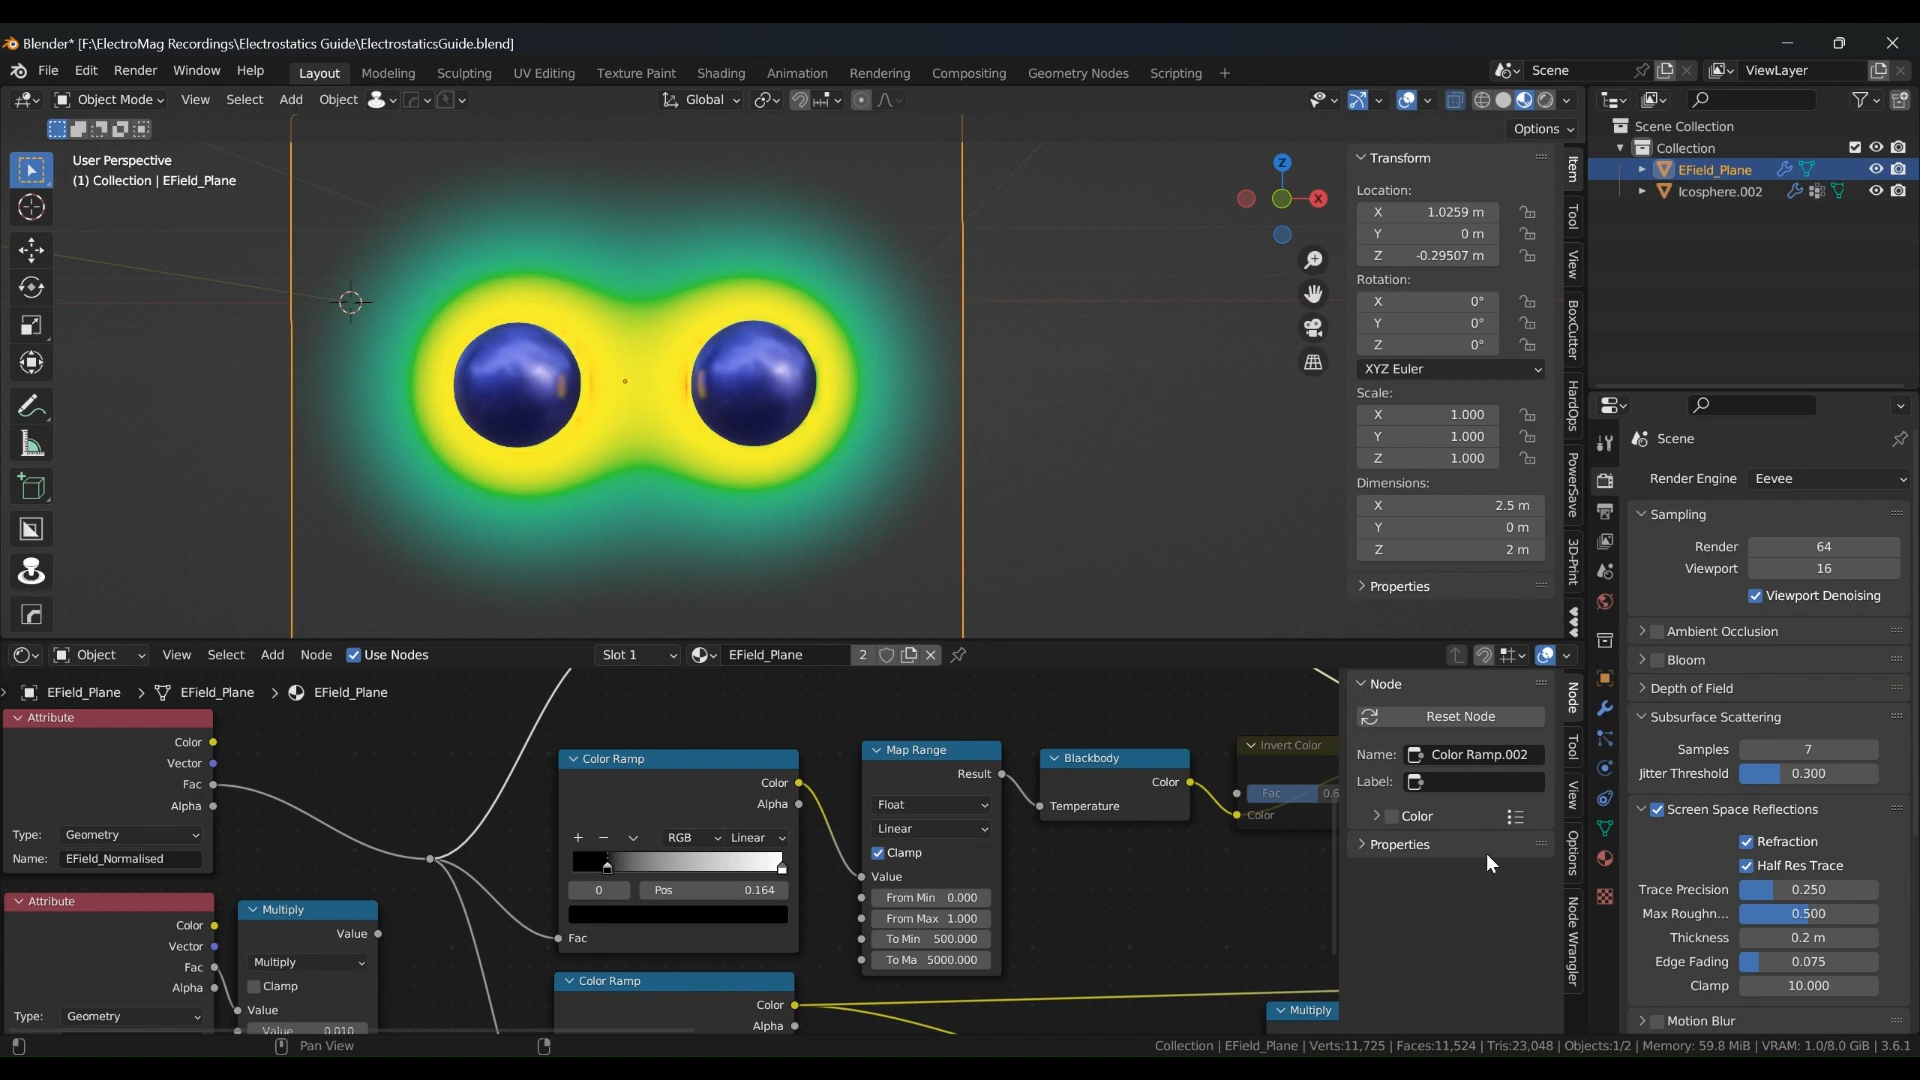 Blender* [F:\ElectroMag Recordings\Electrostatics Guide\ElectrostaticsGuide.blend]
File Edit Render Window Help Layout Modeling Sculpting UV Editing Texture Paint Shading Animation Rendering Compositing Geometry Nodes Scripting + Scene ViewLayer
Object Mode View Select Add Object Global
Options
User Perspective
(1) Collection | EField_Plane
Z
X
Transform
Location:
X 1.0259 m
Y 0 m
Z -0.29507 m
Rotation:
X 0°
Y 0°
Z 0°
XYZ Euler
Scale:
X 1.000
Y 1.000
Z 1.000
Dimensions:
X 2.5 m
Y 0 m
Z 2 m
Properties
Item
Tool
View
BoxCutter
HardOps
PowerSave
3D-Print
Scene Collection
Collection
EField_Plane
Icosphere.002
Scene
Render Engine Eevee
Sampling
Render 64
Viewport 16
Viewport Denoising
Ambient Occlusion
Bloom
Depth of Field
Subsurface Scattering
Samples 7
Jitter Threshold 0.300
Screen Space Reflections
Refraction
Half Res Trace
Trace Precision 0.250
Max Roughn... 0.500
Thickness 0.2 m
Edge Fading 0.075
Clamp 10.000
Motion Blur
Object View Select Add Node Use Nodes Slot 1 EField_Plane 2
EField_Plane > EField_Plane > EField_Plane
Attribute
Color
Vector
Fac
Alpha
Type: Geometry
Name: EField_Normalised
Attribute
Color
Vector
Fac
Alpha
Type: Geometry
Multiply
Value
Multiply
Clamp
Value
Value 0.010
Color Ramp
Color
Alpha
+ − RGB Linear
0 Pos 0.164
Fac
Color Ramp
Color
Alpha
Map Range
Result
Float
Linear
Clamp
Value
From Min 0.000
From Max 1.000
To Min 500.000
To Ma 5000.000
Blackbody
Color
Temperature
Invert Color
Fac 0.6
Color
Multiply
Node
Reset Node
Name: Color Ramp.002
Label:
Color
Properties
Node
Tool
View
Options
Node Wrangler
Pan View
Collection | EField_Plane | Verts:11,725 | Faces:11,524 | Tris:23,048 | Objects:1/2 | Memory: 59.8 MiB | VRAM: 1.0/8.0 GiB | 3.6.1